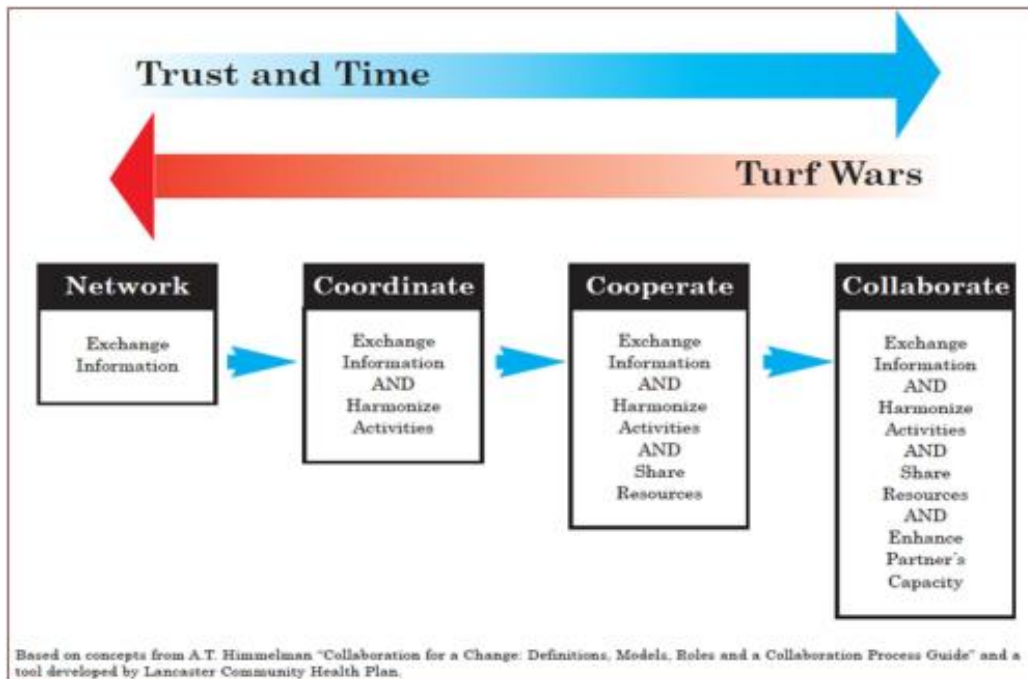 Trust and Time
Turf Wars
Network
Exchange
Information
Coordinate
Exchange
Information
AND
Harmonize
Activities
Cooperate
Exchange
Information
AND
Harmonize
Activities
AND
Share
Resources
Collaborate
Exchange
Information
AND
Harmonize
Activities
AND
Share
Resources
AND
Enhance
Partner's
Capacity
Based on concepts from A.T. Himmelman "Collaboration for a Change: Definitions, Models, Roles and a Collaboration Process Guide" and a
tool developed by Lancaster Community Health Plan.